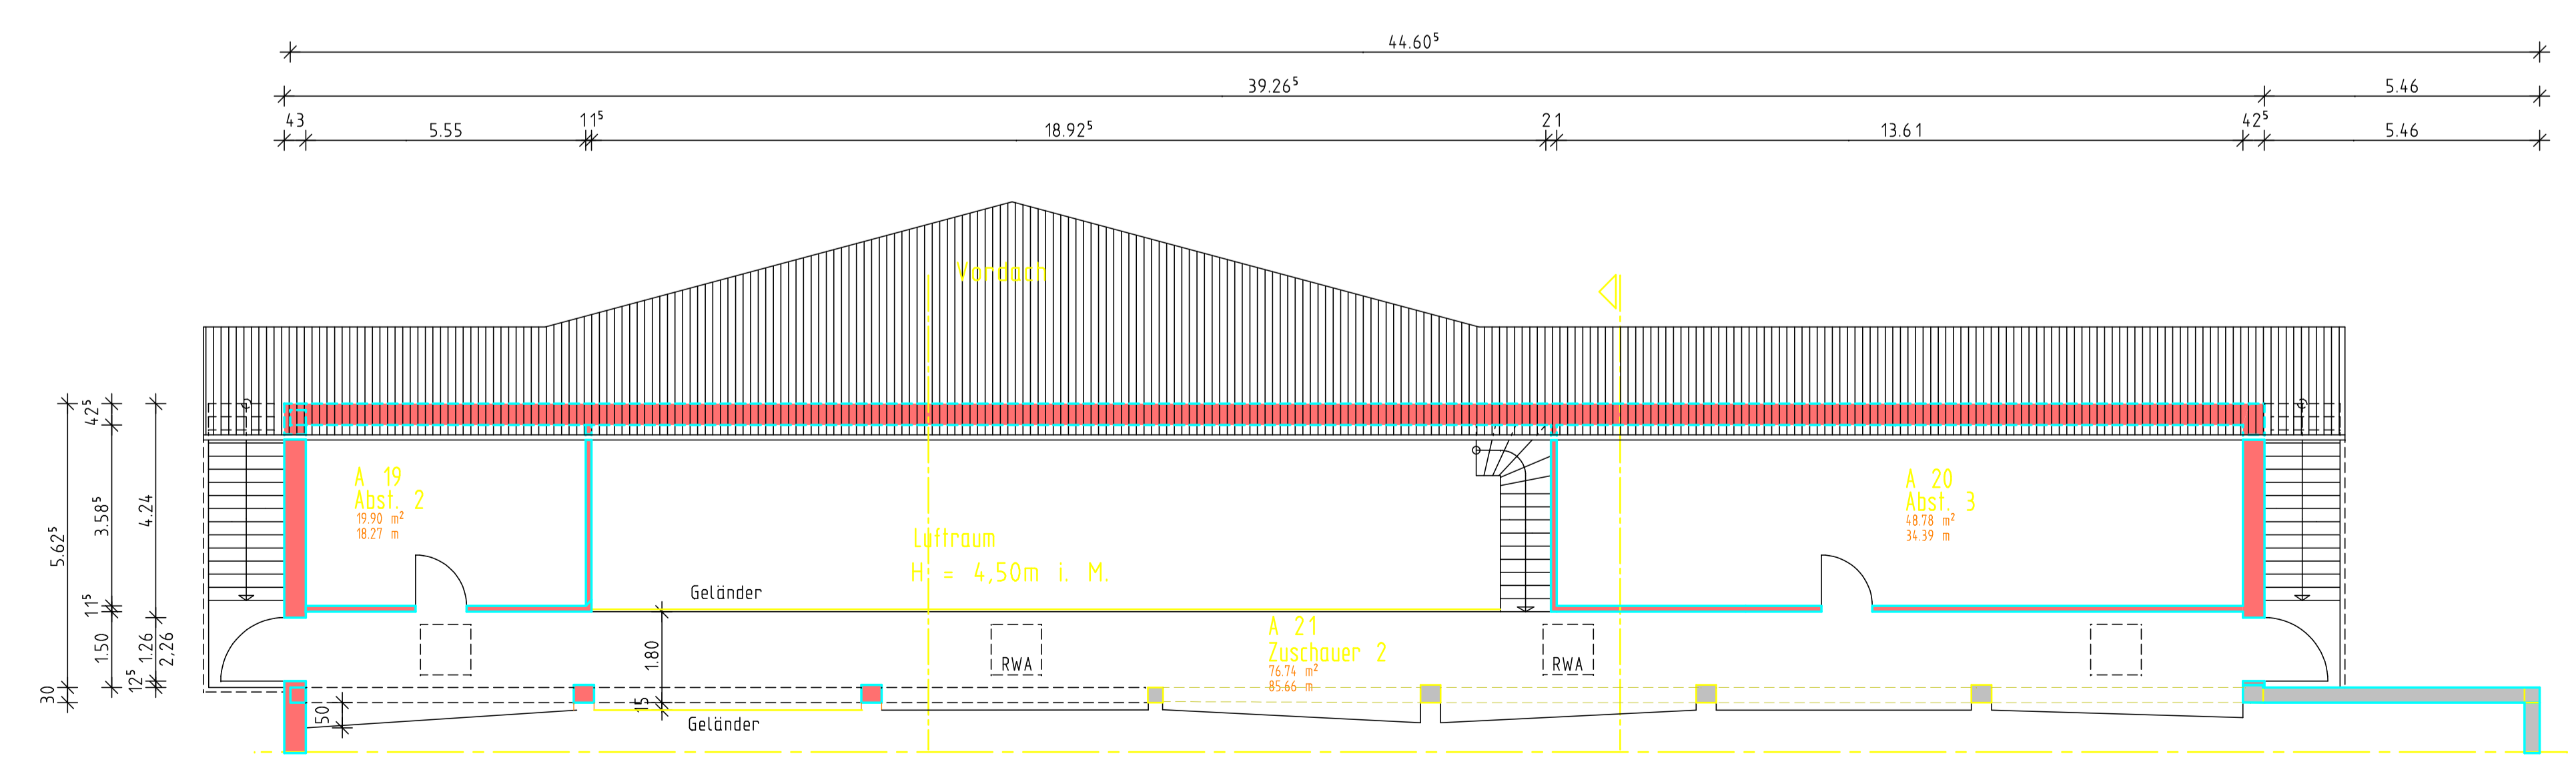 44.60⁵
39.26⁵ 5.46
43 5.55 11⁵ 18.92⁵ 21 13.61 42⁵ 5.46
Vordach
42⁵
3.58⁵
4.24
5.62⁵
11⁵
1.50
1.26
2,26
12⁵
30
A 19
Abst. 2
19.90 m²
18.27 m
Luftraum
H = 4,50m i. M.
Geländer
A 20
Abst. 3
48.78 m²
34.39 m
A 21
Zuschauer 2
76.74 m²
85.66 m
RWA
RWA
1.80
15
50
Geländer